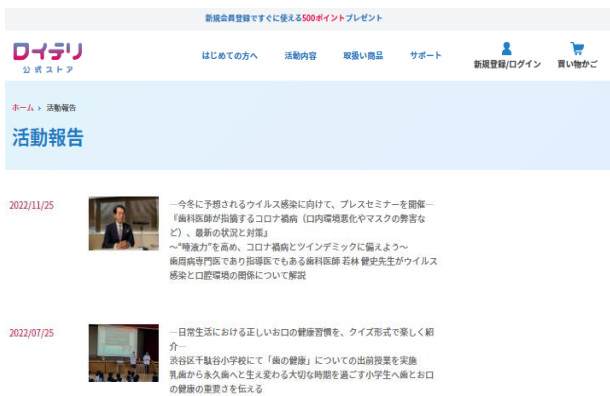 新規会員登録ですぐに使える500ポイントプレゼント
ロイテリ
公式ストア
はじめての方へ
活動内容
取扱い商品
サポート
新規登録/ログイン
買い物かご
ホーム › 活動報告
活動報告
2022/11/25
―今冬に予想されるウイルス感染に向けて、プレスセミナーを開催―
『歯科医師が指摘するコロナ禍病（口内環境悪化やマスクの弊害な
ど）、最新の状況と対策』
～“唾液力”を高め、コロナ禍病とツインデミックに備えよう～
歯周病専門医であり指導医でもある歯科医師 若林 健史先生がウイルス
感染と口腔環境の関係について解説
2022/07/25
―日常生活における正しいお口の健康習慣を、クイズ形式で楽しく紹
介―
渋谷区千駄谷小学校にて「歯の健康」についての出前授業を実施
乳歯から永久歯へと生え変わる大切な時期を過ごす小学生へ歯とお口
の健康の重要さを伝える